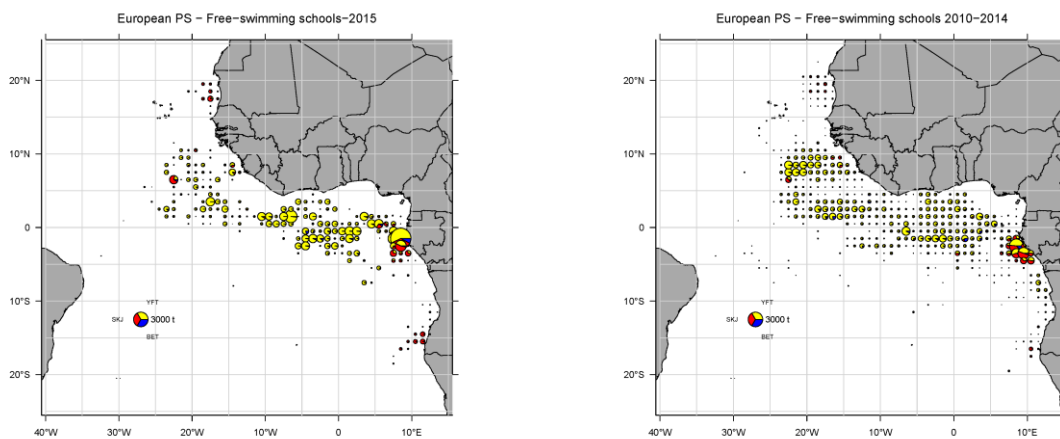 European PS – Free-swimming schools–2015
20°N
10°N
0°
10°S
20°S
YFT
SKJ 3000 t
BET
40°W 30°W 20°W 10°W 0 10°E
European PS – Free-swimming schools 2010–2014
20°N
10°N
0°
10°S
20°S
YFT
SKJ 3000 t
BET
40°W 30°W 20°W 10°W 0 10°E